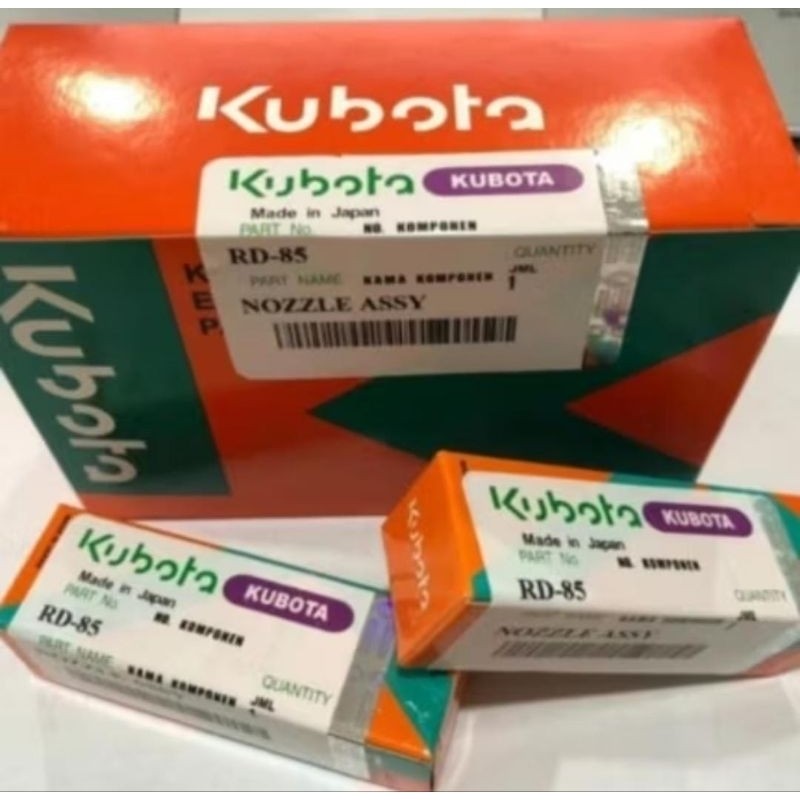 Kubota
Kubota KUBOTA
Made in Japan
PART No. NO. KOMPONEN
RD-85 QUANTITY
PART NAME NAMA KOMPONEN JML
1
NOZZLE ASSY
K
E
P
Kubota
Kubota KUBOTA
Made in Japan
PART No. NO. KOMPONEN
RD-85
PART NAME NAMA KOMPONEN JML
QUANTITY
Kubota
Kubota KUBOTA
Made in Japan
PART No. NO. KOMPONEN
RD-85 QUANTITY
NOZZLE ASSY